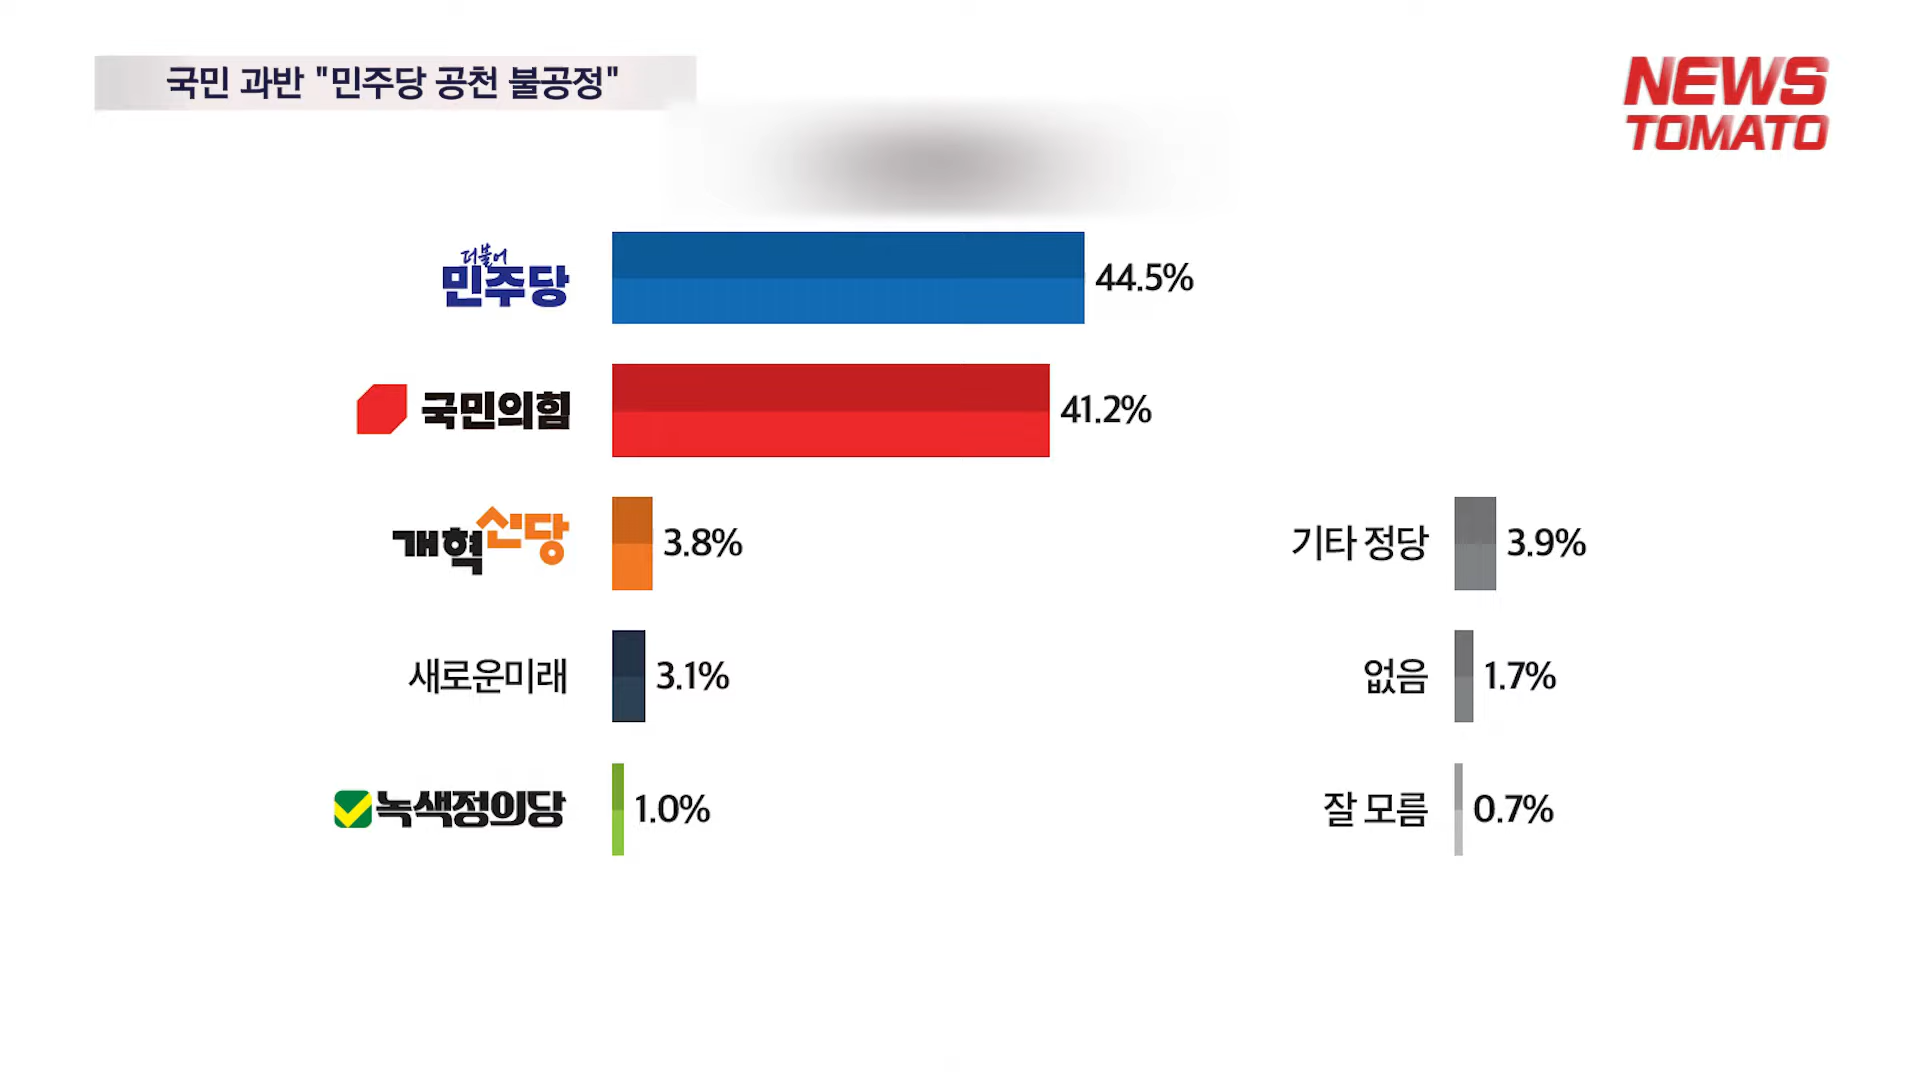 국민 과반 "민주당 공천 불공정"
NEWS
TOMATO
더불어
민주당
44.5%
국민의힘
41.2%
개혁신당
3.8%
새로운미래
3.1%
녹색정의당
1.0%
기타 정당
3.9%
없음
1.7%
잘 모름
0.7%